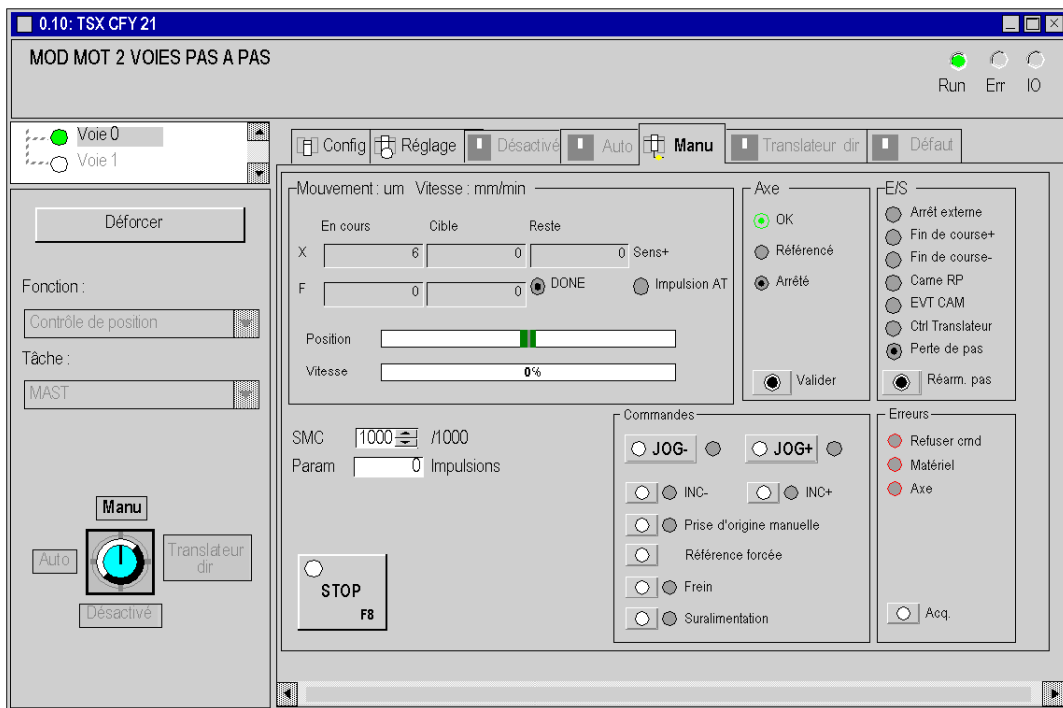 0.10: TSX CFY 21
MOD MOT 2 VOIES PAS A PAS
Run Err IO
Voie 0
Voie 1
Config Réglage Désactivé Auto Manu Translateur dir Défaut
Déforcer
Fonction :
Contrôle de position
Tâche :
MAST
Manu
Auto
Translateur
dir
Désactivé
Mouvement : um Vitesse : mm/min
En cours Cible Reste
X 6 0 0 Sens+
F 0 0 DONE Impulsion AT
Position
Vitesse 0%
Axe
OK
Référencé
Arrêté
Valider
E/S
Arrêt externe
Fin de course+
Fin de course-
Came RP
EVT CAM
Ctrl Translateur
Perte de pas
Réarm. pas
SMC 1000 /1000
Param 0 Impulsions
STOP
F8
Commandes
JOG- JOG+
INC- INC+
Prise d'origine manuelle
Référence forcée
Frein
Suralimentation
Erreurs
Refuser cmd
Matériel
Axe
Acq.